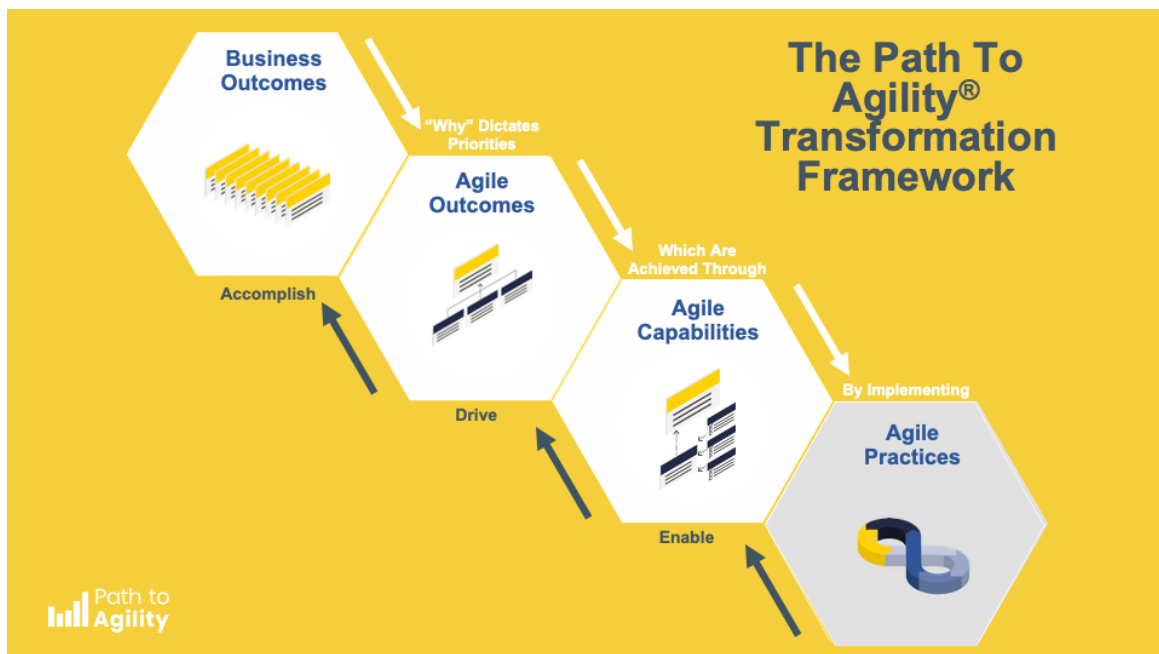 The Path To
Agility®
Transformation
Framework
Business
Outcomes
“Why” Dictates
Priorities
Agile
Outcomes
Which Are
Achieved Through
Accomplish
Agile
Capabilities
By Implementing
Drive
Agile
Practices
Enable
Path to
Agility